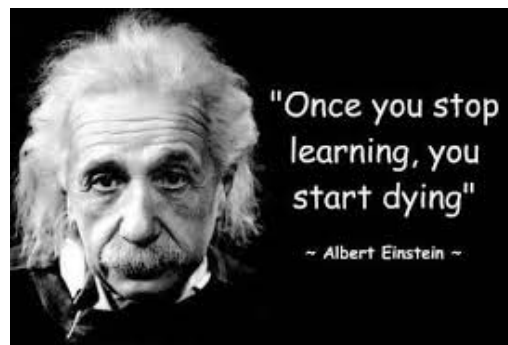 "Once you stop
learning, you
start dying"
~ Albert Einstein ~